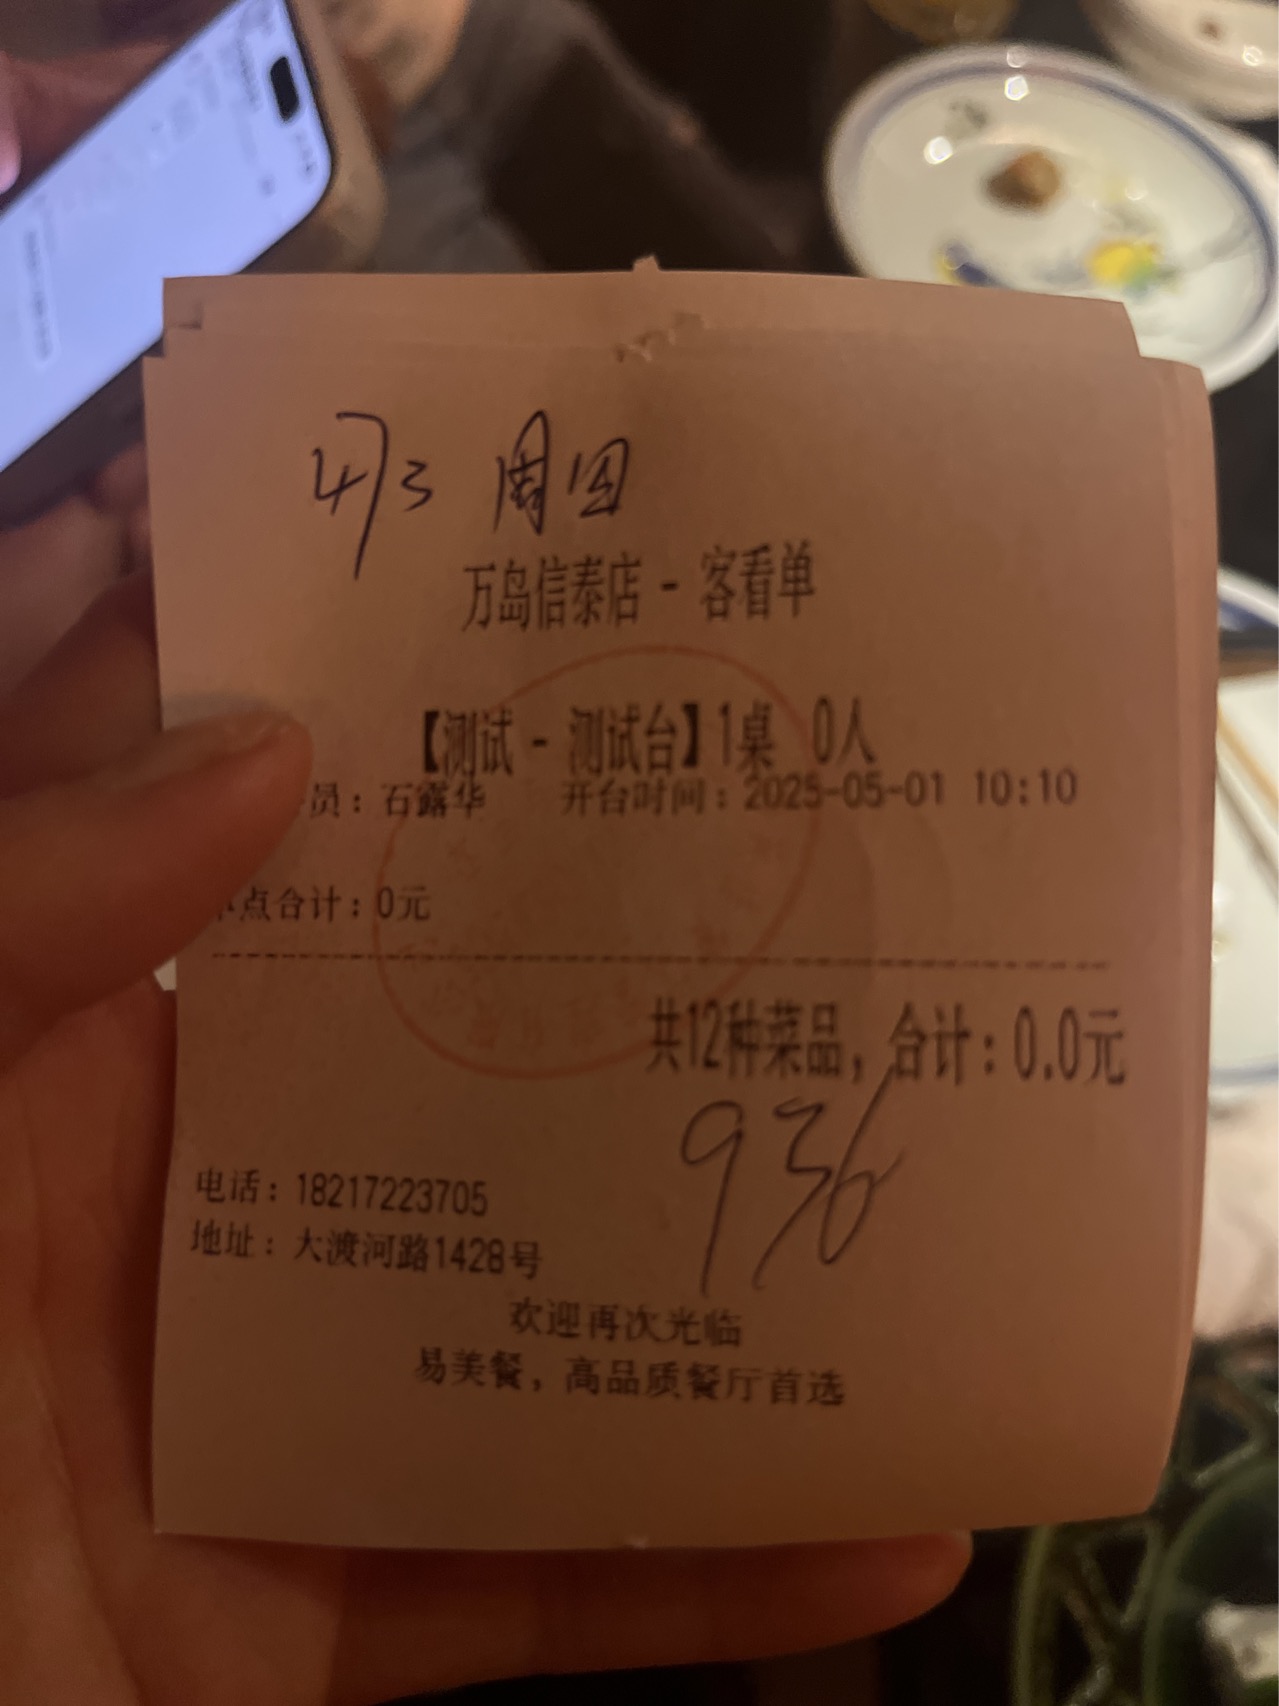 4/3 周四
万岛信泰店 - 客看单
【测试 - 测试台】1桌 0人
员：石露华 开台时间：2025-05-01 10:10
点合计：0元
共12种菜品，合计：0.0元
936
电话：18217223705
地址：大渡河路1428号
欢迎再次光临
易美餐，高品质餐厅首选